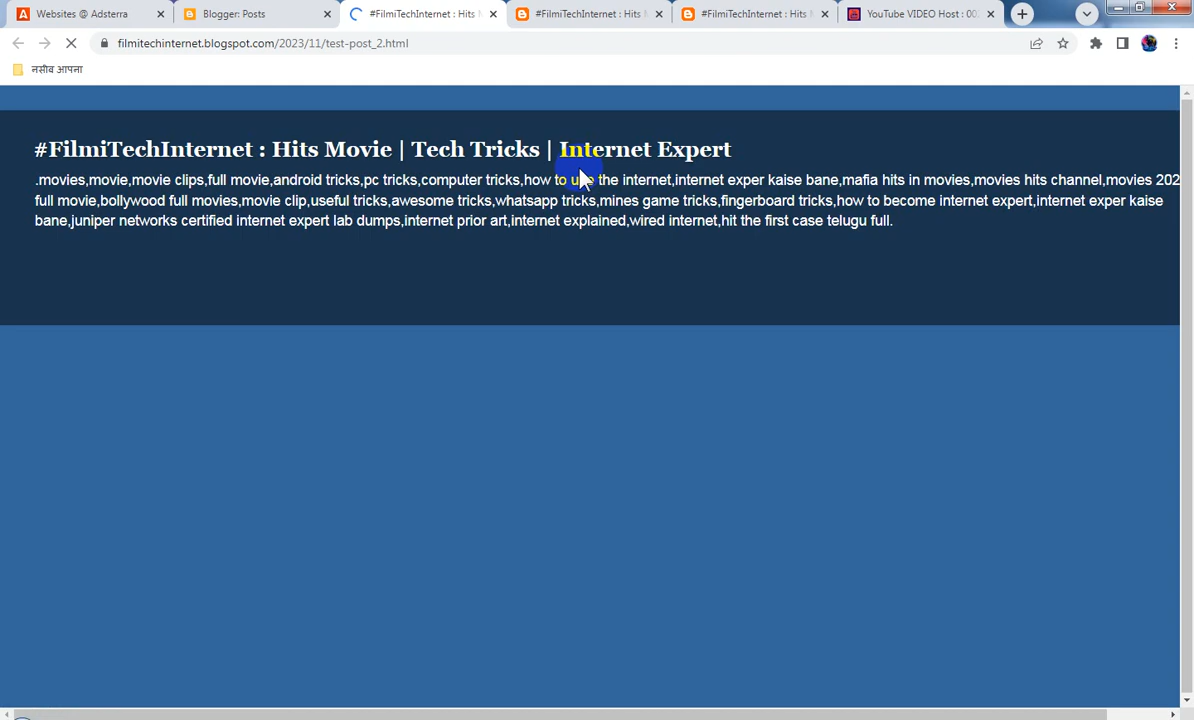 Websites @ Adsterra
Blogger: Posts
#FilmiTechInternet : Hits
#FilmiTechInternet : Hits
#FilmiTechInternet : Hits
YouTube VIDEO Host : 00
filmitechinternet.blogspot.com/2023/11/test-post_2.html
नसीब आपना
#FilmiTechInternet : Hits Movie | Tech Tricks | Internet Expert
.movies,movie,movie clips,full movie,android tricks,pc tricks,computer tricks,how to use the internet,internet exper kaise bane,mafia hits in movies,movies hits channel,movies 202
full movie,bollywood full movies,movie clip,useful tricks,awesome tricks,whatsapp tricks,mines game tricks,fingerboard tricks,how to become internet expert,internet exper kaise
bane,juniper networks certified internet expert lab dumps,internet prior art,internet explained,wired internet,hit the first case telugu full.